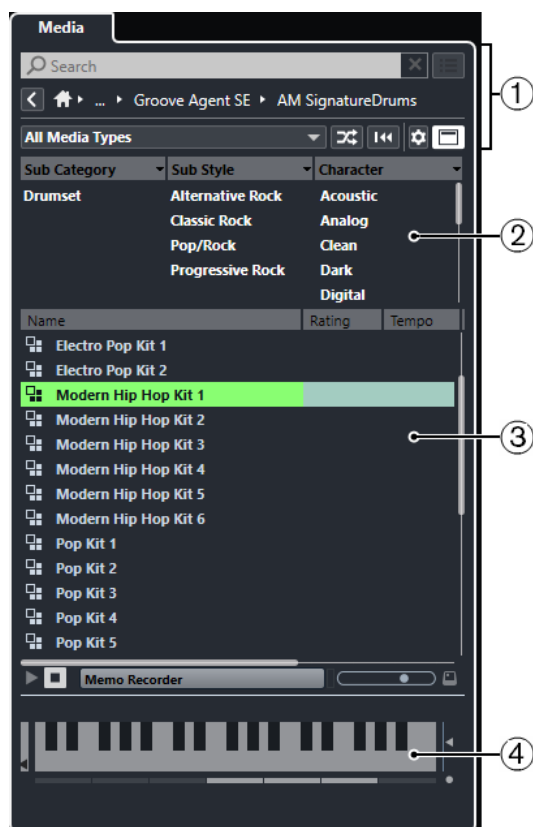 Media
Search
... Groove Agent SE AM SignatureDrums
1
All Media Types
Sub Category Sub Style Character
Drumset Alternative Rock Acoustic
Classic Rock Analog
2
Pop/Rock Clean
Progressive Rock Dark
Digital
Name Rating Tempo
Electro Pop Kit 1
Electro Pop Kit 2
Modern Hip Hop Kit 1
Modern Hip Hop Kit 2
3
Modern Hip Hop Kit 3
Modern Hip Hop Kit 4
Modern Hip Hop Kit 5
Modern Hip Hop Kit 6
Pop Kit 1
Pop Kit 2
Pop Kit 3
Pop Kit 4
Pop Kit 5
Memo Recorder
4